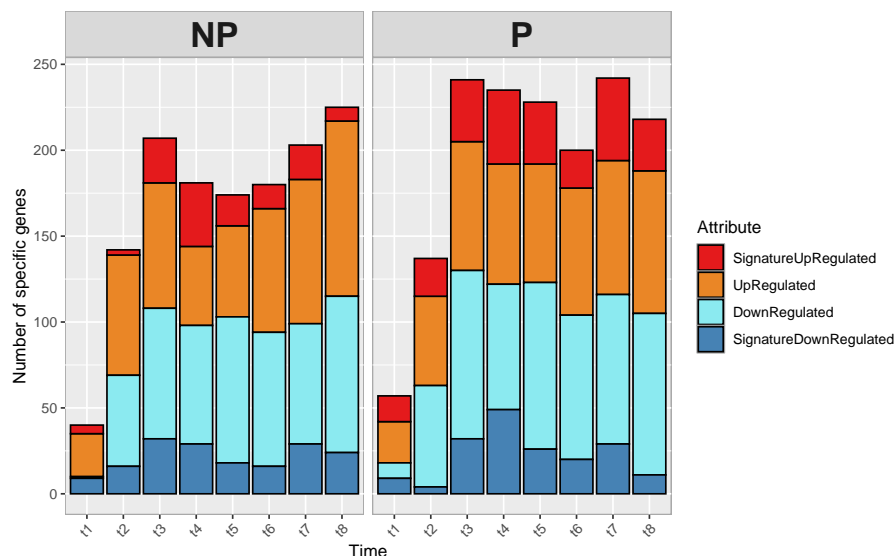 NP P
Number of specific genes
250
200
150
100
50
0
t1 t2 t3 t4 t5 t6 t7 t8 t1 t2 t3 t4 t5 t6 t7 t8
Time
Attribute
SignatureUpRegulated
UpRegulated
DownRegulated
SignatureDownRegulated